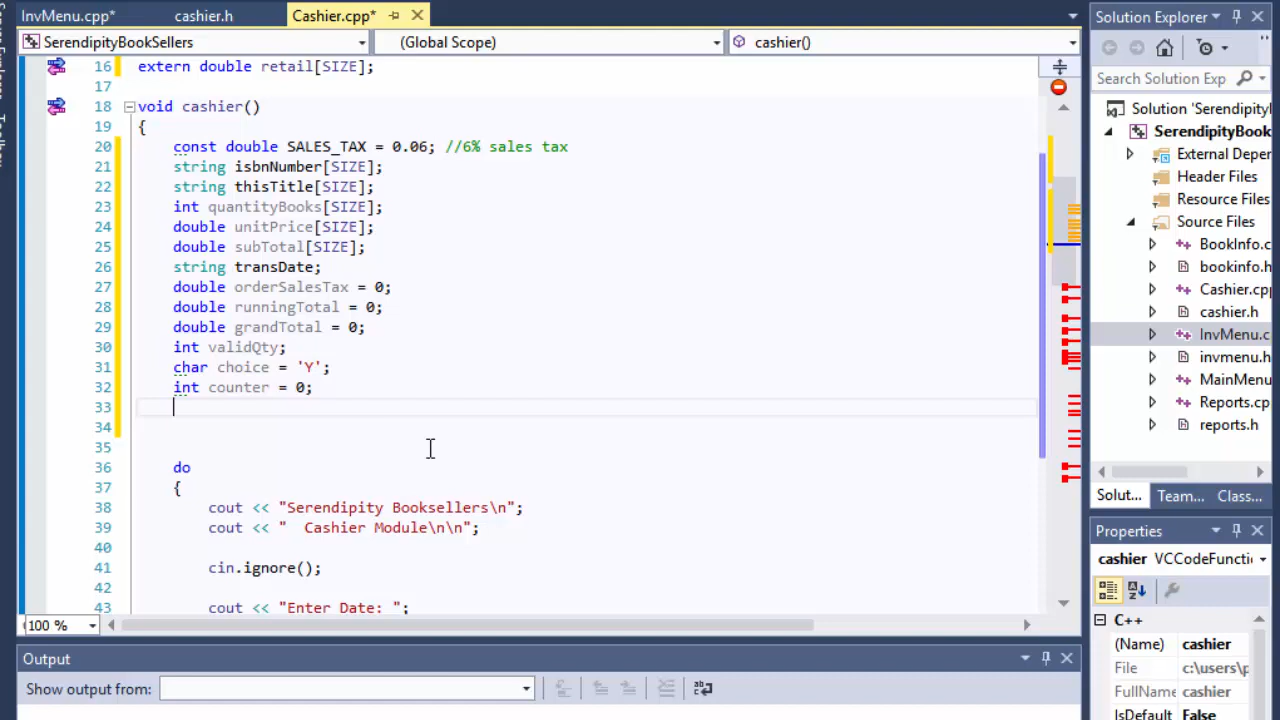 InvMenu.cpp* cashier.h Cashier.cpp*
SerendipityBookSellers (Global Scope) cashier()
16 extern double retail[SIZE];
17
18 void cashier()
19 {
20 const double SALES_TAX = 0.06; //6% sales tax
21 string isbnNumber[SIZE];
22 string thisTitle[SIZE];
23 int quantityBooks[SIZE];
24 double unitPrice[SIZE];
25 double subTotal[SIZE];
26 string transDate;
27 double orderSalesTax = 0;
28 double runningTotal = 0;
29 double grandTotal = 0;
30 int validQty;
31 char choice = 'Y';
32 int counter = 0;
33
34
35
36 do
37 {
38 cout << "Serendipity Booksellers\n";
39 cout << "  Cashier Module\n\n";
40
41 cin.ignore();
42
43 cout << "Enter Date: ";
100 %
Output
Show output from:
Toolbox
Solution Explorer
Search Solution Exp
Solution 'Serendipityl
SerendipityBook
External Deper
Header Files
Resource Files
Source Files
BookInfo.c
bookinfo.h
Cashier.cpp
cashier.h
InvMenu.c
invmenu.h
MainMenu
Reports.cp
reports.h
Solut... Team... Class...
Properties
cashier VCCodeFuncti
C++
(Name) cashier
File c:\users\p
FullName cashier
IsDefault False